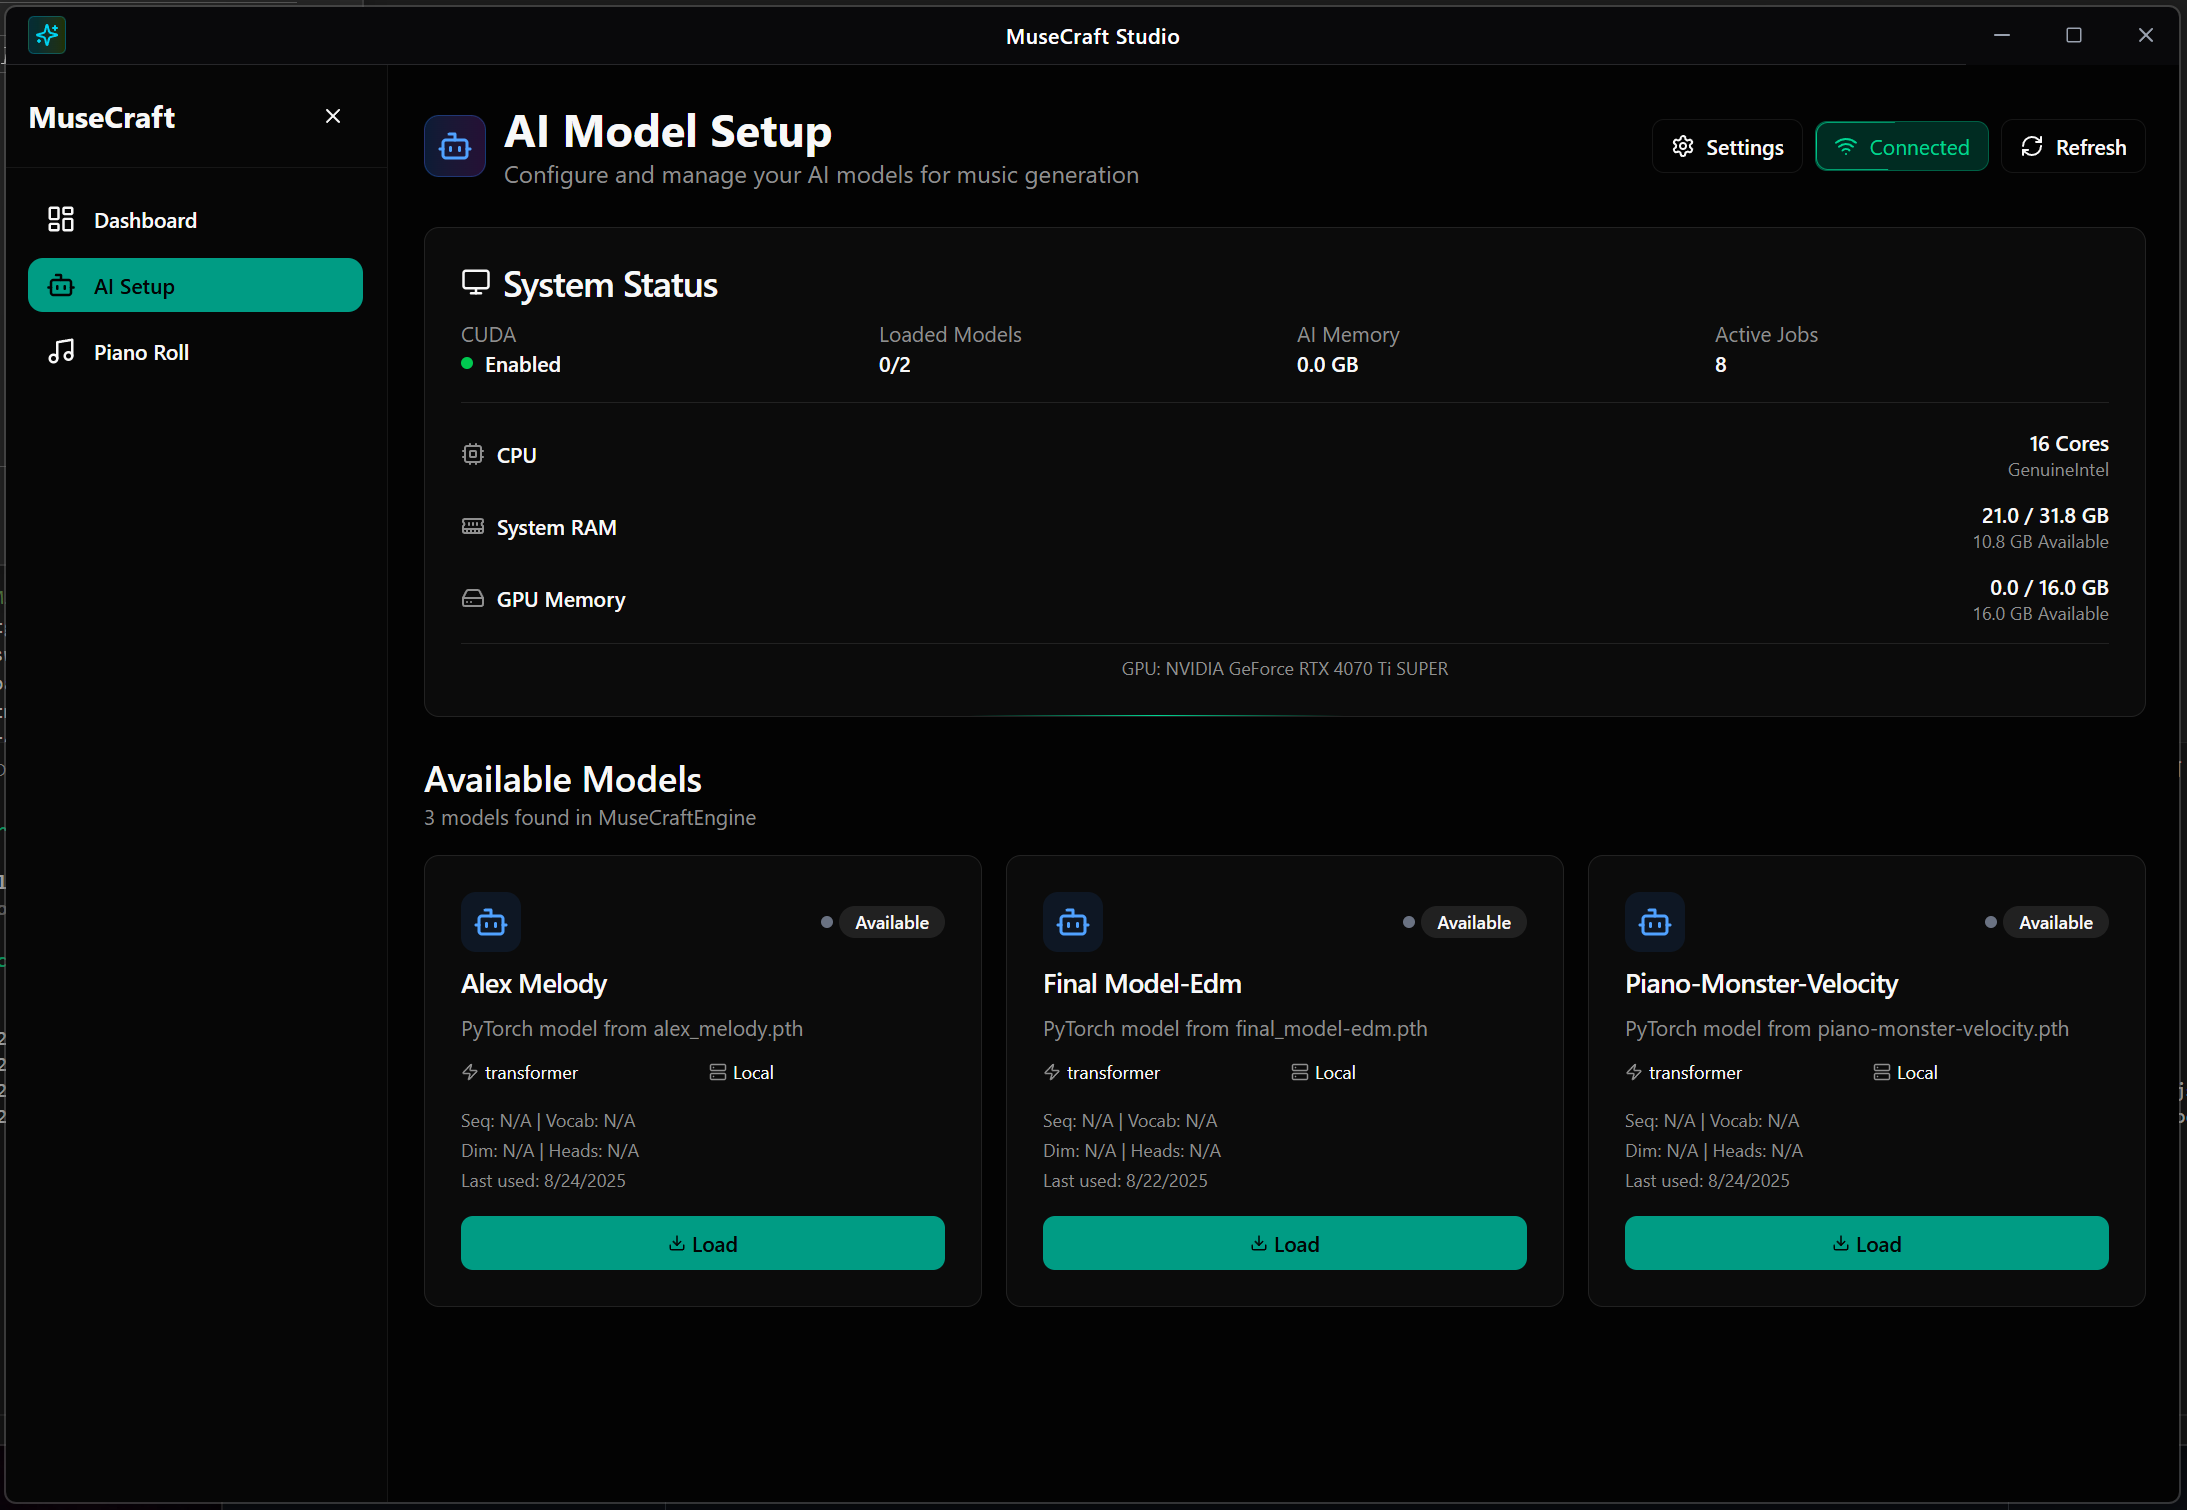 MuseCraft Studio
MuseCraft
Dashboard
AI Setup
Piano Roll
AI Model Setup
Configure and manage your AI models for music generation
Settings
Connected
Refresh
System Status
CUDA
Enabled
Loaded Models
0/2
AI Memory
0.0 GB
Active Jobs
8
CPU
16 Cores
GenuineIntel
System RAM
21.0 / 31.8 GB
10.8 GB Available
GPU Memory
0.0 / 16.0 GB
16.0 GB Available
GPU: NVIDIA GeForce RTX 4070 Ti SUPER
Available Models
3 models found in MuseCraftEngine
Available
Alex Melody
PyTorch model from alex_melody.pth
transformer
Local
Seq: N/A | Vocab: N/A
Dim: N/A | Heads: N/A
Last used: 8/24/2025
Load
Available
Final Model-Edm
PyTorch model from final_model-edm.pth
transformer
Local
Seq: N/A | Vocab: N/A
Dim: N/A | Heads: N/A
Last used: 8/22/2025
Load
Available
Piano-Monster-Velocity
PyTorch model from piano-monster-velocity.pth
transformer
Local
Seq: N/A | Vocab: N/A
Dim: N/A | Heads: N/A
Last used: 8/24/2025
Load